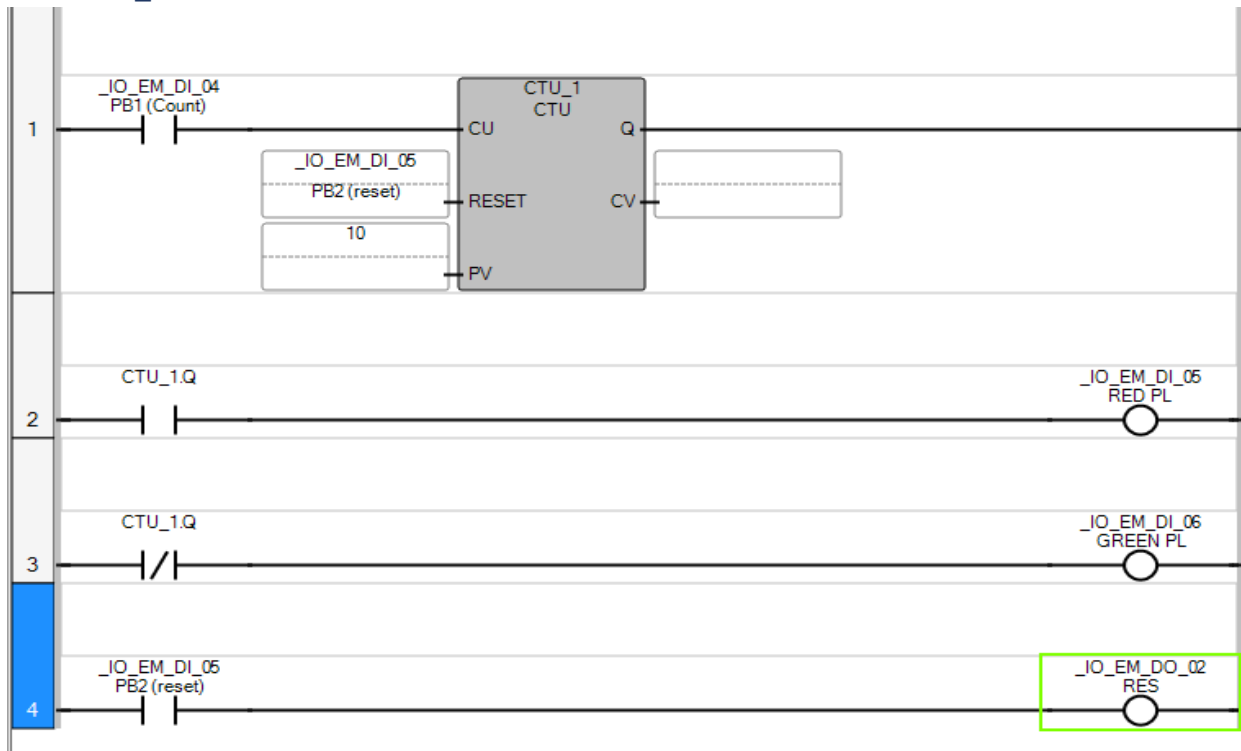 _IO_EM_DI_04
PB1 (Count)
CTU_1
CTU
1
CU
Q
_IO_EM_DI_05
PB2 (reset)
RESET
CV
10
PV
CTU_1.Q
_IO_EM_DI_05
RED PL
2
CTU_1.Q
_IO_EM_DI_06
GREEN PL
3
_IO_EM_DI_05
PB2 (reset)
_IO_EM_DO_02
RES
4